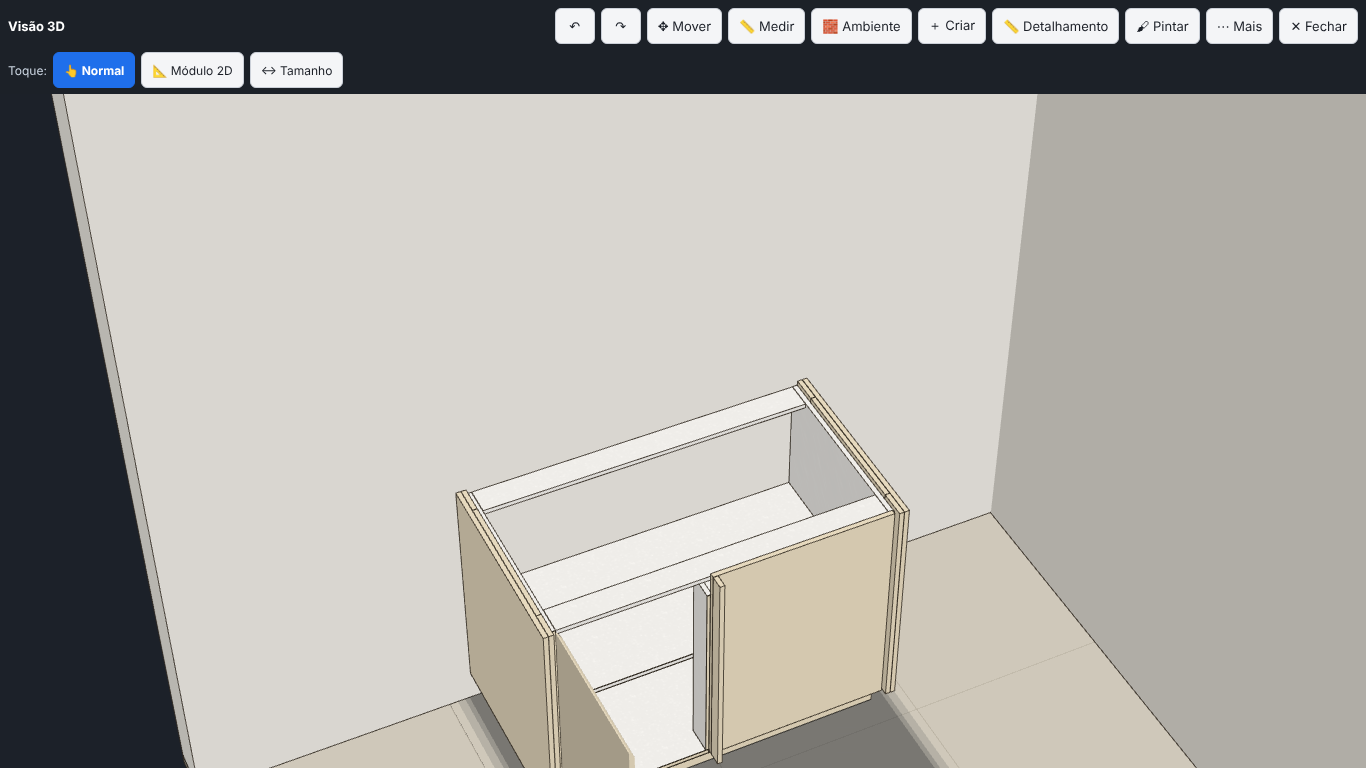 Visão 3D
↶ ↷ ✥ Mover 📏 Medir 🧱 Ambiente + Criar 📏 Detalhamento 🖌 Pintar ⋯ Mais ✕ Fechar
Toque: 👆 Normal 📐 Módulo 2D ↔ Tamanho